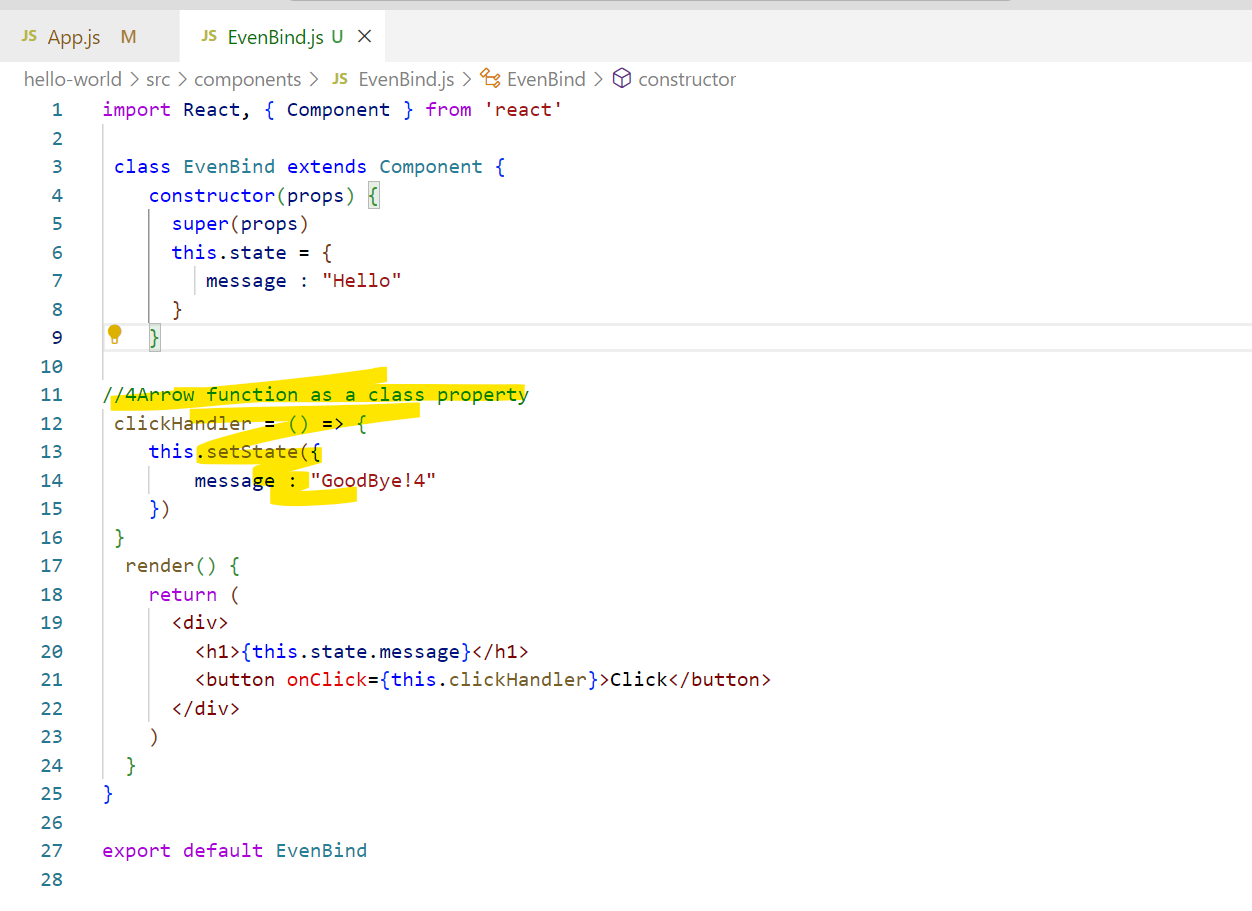 JS App.js M JS EvenBind.js U
hello-world > src > components > JS EvenBind.js > EvenBind > constructor
1 import React, { Component } from 'react'
2
3 class EvenBind extends Component {
4 constructor(props) {
5 super(props)
6 this.state = {
7 message : "Hello"
8 }
9 }
10
11 //4Arrow function as a class property
12 clickHandler = () => {
13 this.setState({
14 message : "GoodBye!4"
15 })
16 }
17 render() {
18 return (
19 <div>
20 <h1>{this.state.message}</h1>
21 <button onClick={this.clickHandler}>Click</button>
22 </div>
23 )
24 }
25 }
26
27 export default EvenBind
28